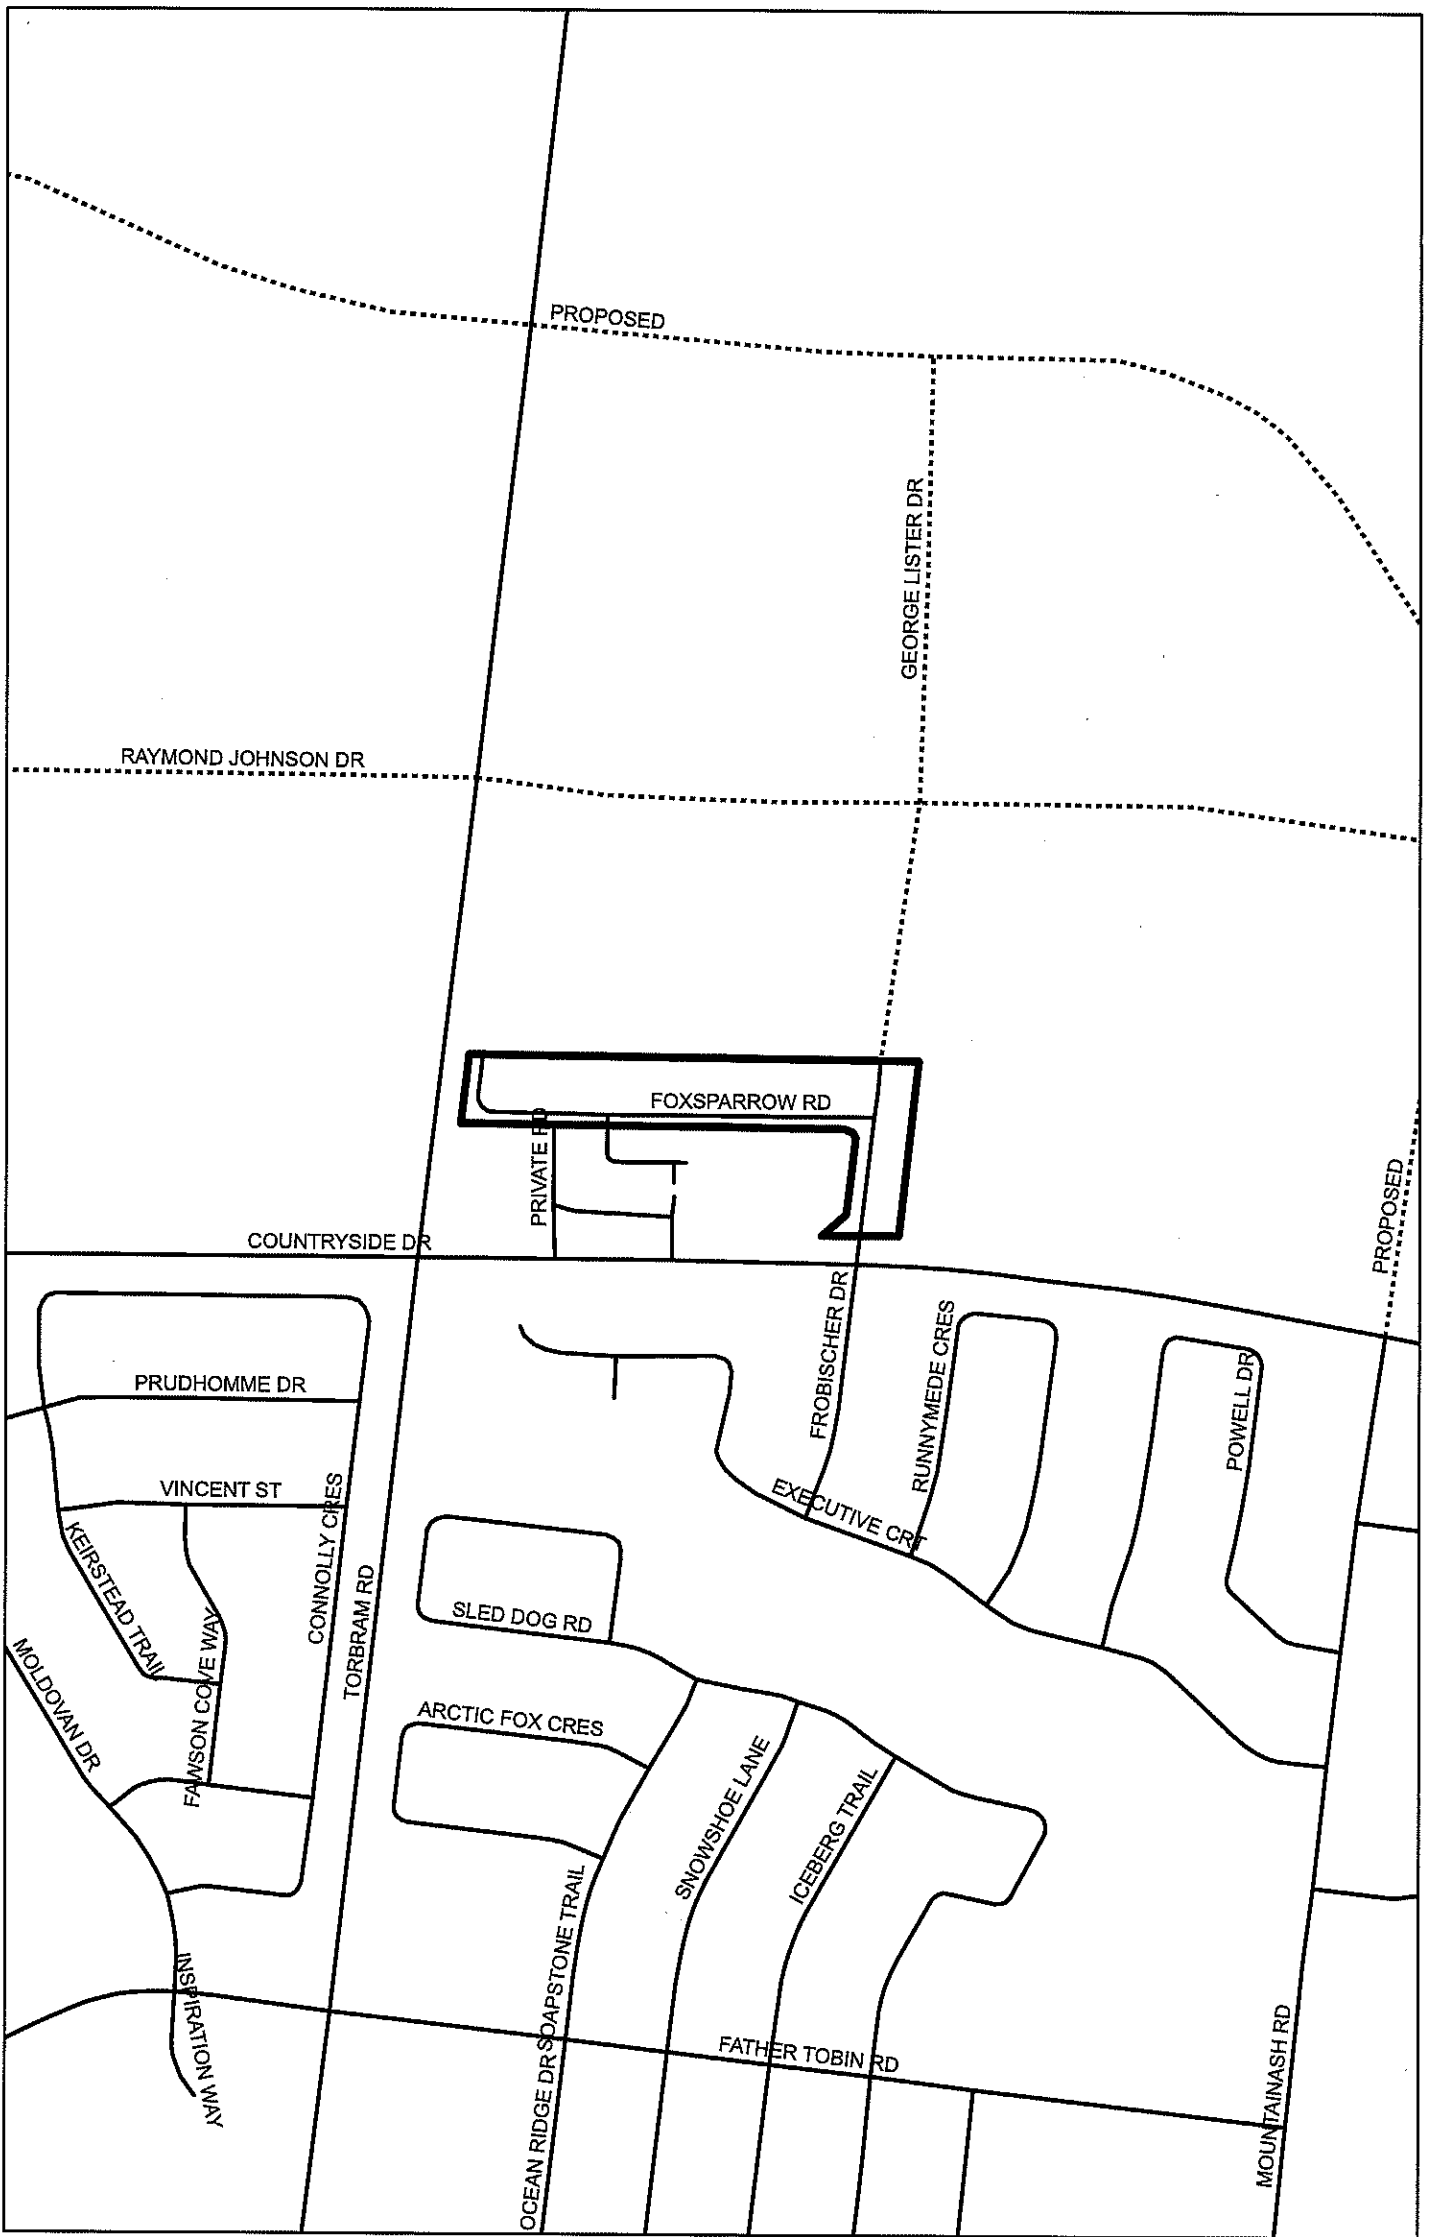 PROPOSED
GEORGE LISTER DR
RAYMOND JOHNSON DR
FOXSPARROW RD
PRIVATE RD
PROPOSED
COUNTRYSIDE DR
FROBISCHER DR
RUNNYMEDE CRES
POWELL DR
PRUDHOMME DR
VINCENT ST
EXECUTIVE CRT
CONNOLLY CRES
KEIRSTEAD TRAIL
TORBRAM RD
SLED DOG RD
FAWSON COVE WAY
MOLDOVAN DR
ARCTIC FOX CRES
SNOWSHOE LANE
ICEBERG TRAIL
SOAPSTONE TRAIL
INSPIRATION WAY
OCEAN RIDGE DR
FATHER TOBIN RD
MOUNTAINASH RD